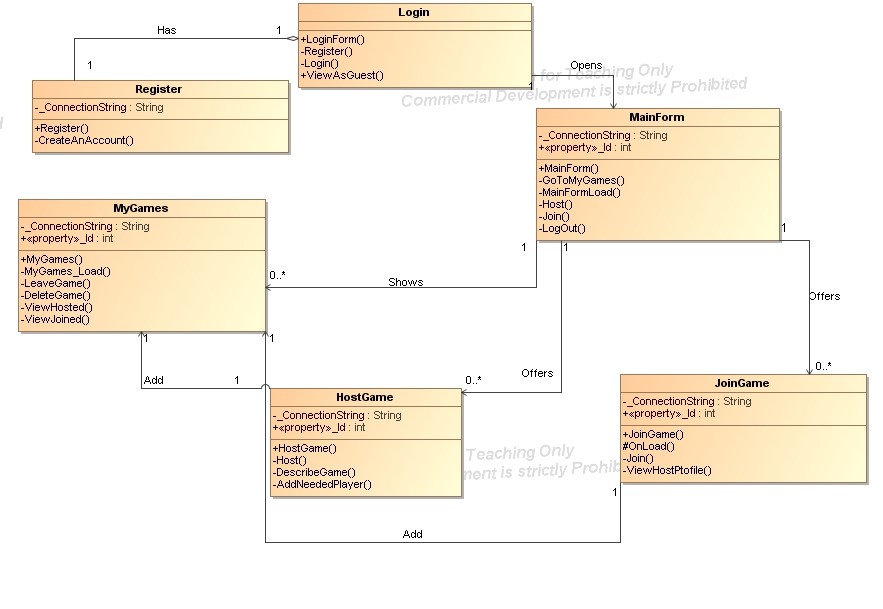 Login
+LoginForm()
-Register()
-Login()
+ViewAsGuest()
Has
1
1
Register
-_ConnectionString : String
+Register()
-CreateAnAccount()
Opens
1
for Teaching Only
Commercial Development is strictly Prohibited
MainForm
-_ConnectionString : String
+«property»_Id : int
+MainForm()
-GoToMyGames()
-MainFormLoad()
-Host()
-Join()
-LogOut()
MyGames
-_ConnectionString : String
+«property»_Id : int
+MyGames()
-MyGames_Load()
-LeaveGame()
-DeleteGame()
-ViewHosted()
-ViewJoined()
1
1
1
0..*
Shows
Offers
1
1
Add
1
0..*
Offers
0..*
HostGame
-_ConnectionString : String
+«property»_Id : int
+HostGame()
-Host()
-DescribeGame()
-AddNeededPlayer()
JoinGame
-_ConnectionString : String
+«property»_Id : int
+JoinGame()
#OnLoad()
-Join()
-ViewHostPtofile()
Teaching Only
ment is strictly Prohib
1
Add